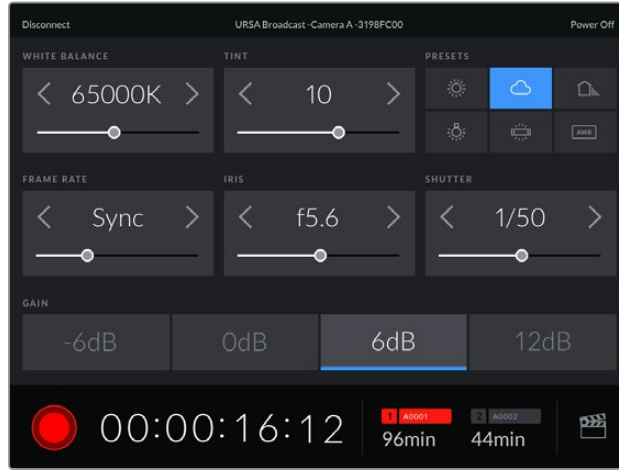 Disconnect URSA Broadcast -Camera A -3198FC00 Power Off
WHITE BALANCE TINT PRESETS
65000K 10
AWB
FRAME RATE IRIS SHUTTER
Sync f5.6 1/50
GAIN
-6dB 0dB 6dB 12dB
00:00:16:12 1 A0001 2 A0002
96min 44min